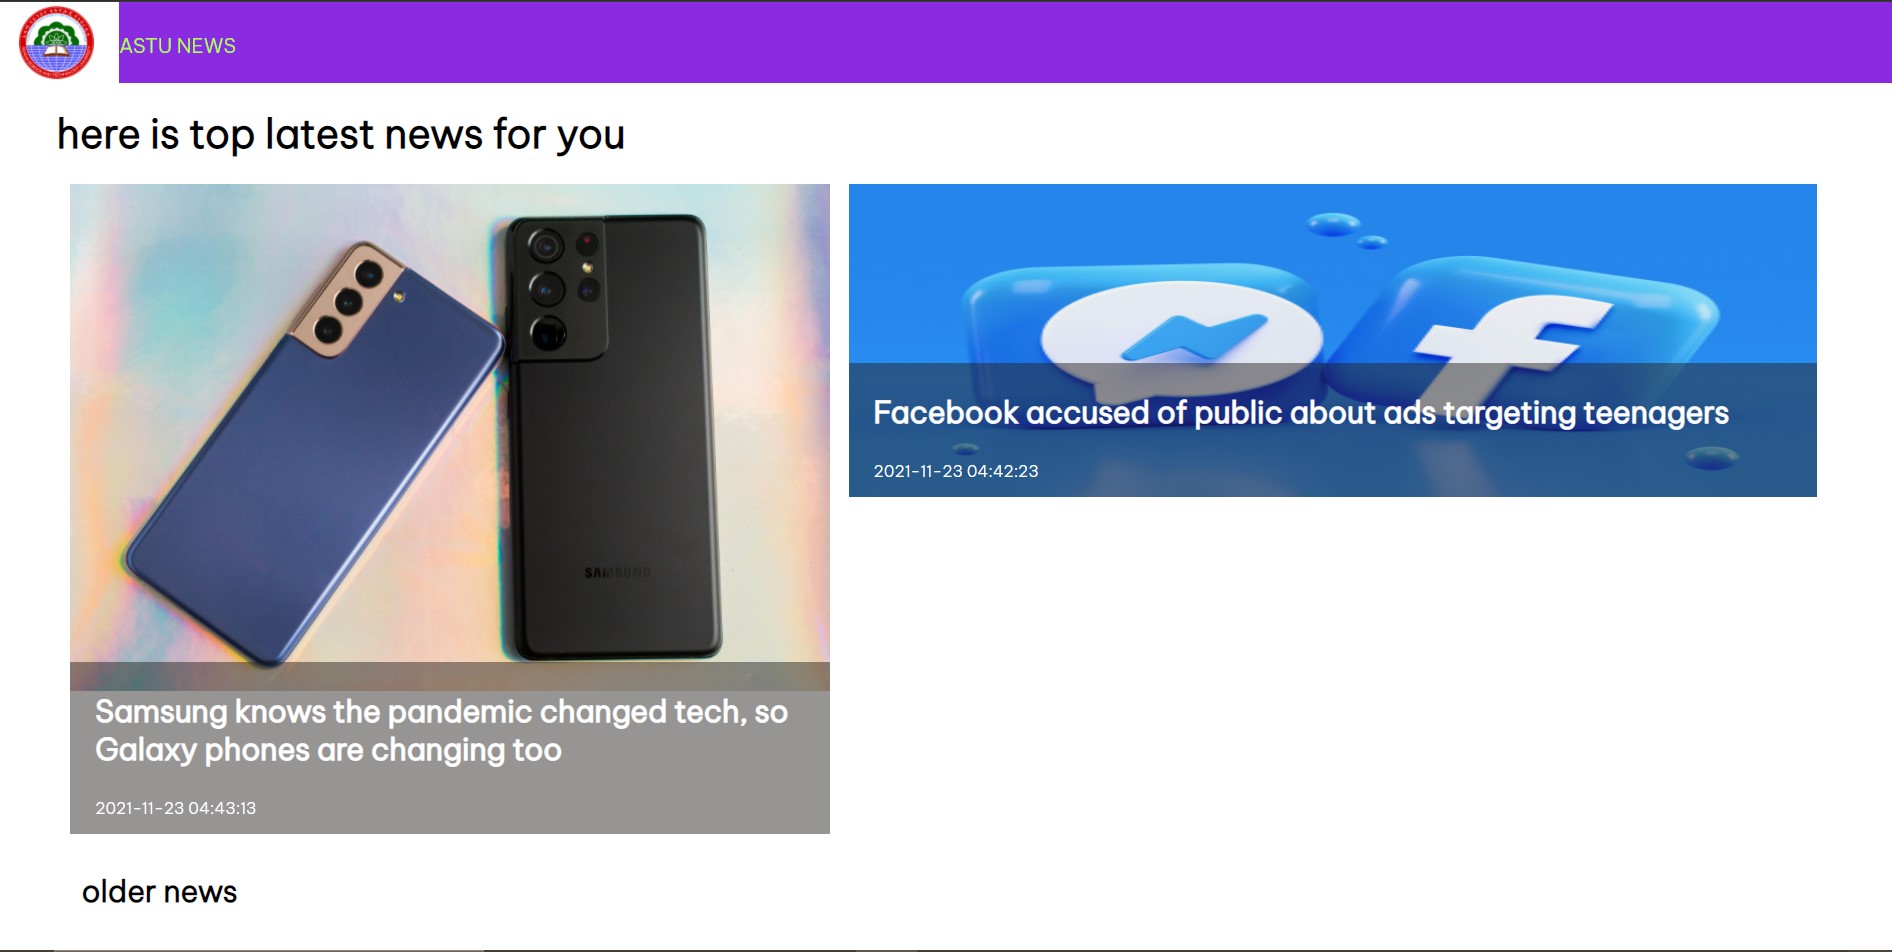 ASTU NEWS
here is top latest news for you
SAMSUNG
Samsung knows the pandemic changed tech, so
Galaxy phones are changing too
2021-11-23 04:43:13
Facebook accused of public about ads targeting teenagers
2021-11-23 04:42:23
older news